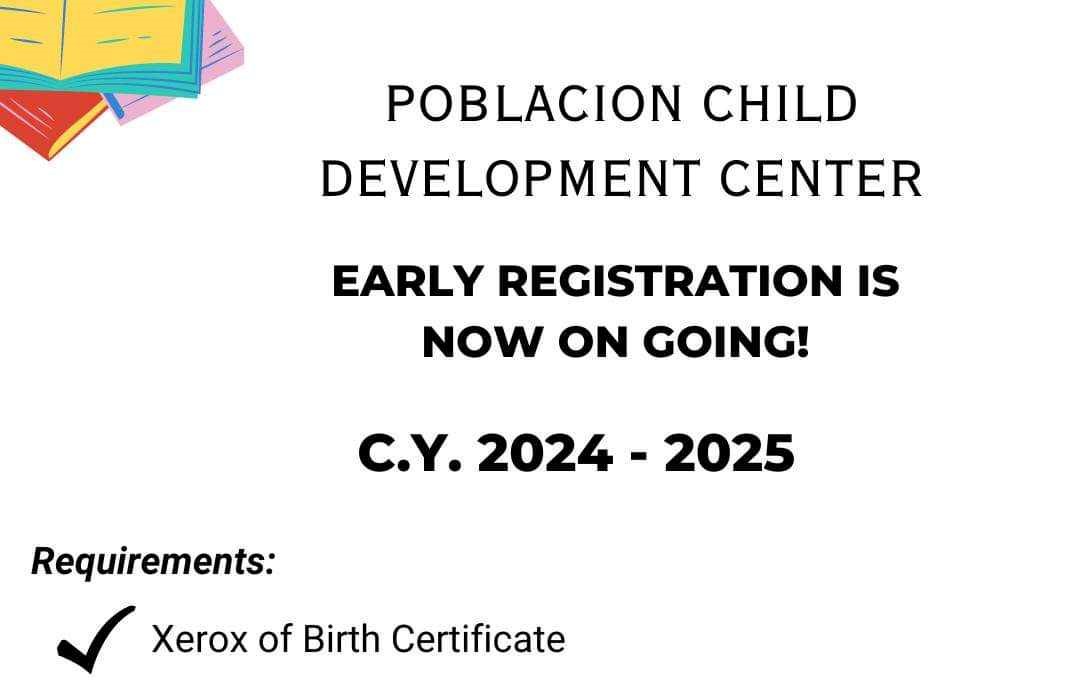 POBLACION CHILD
DEVELOPMENT CENTER
EARLY REGISTRATION IS
NOW ON GOING!
C.Y. 2024 - 2025
Requirements:
Xerox of Birth Certificate